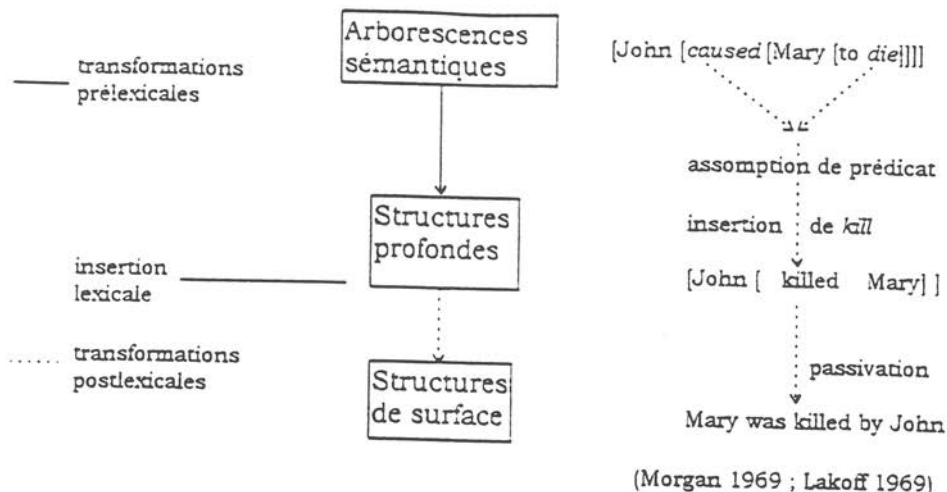 Arborescences
sémantiques
transformations
prélexicales
[John [caused [Mary [to die]]]]
assomption de prédicat
Structures
profondes
insertion de kill
insertion
lexicale
[John [ killed Mary] ]
transformations
postlexicales
passivation
Structures
de surface
Mary was killed by John
(Morgan 1969 ; Lakoff 1969)